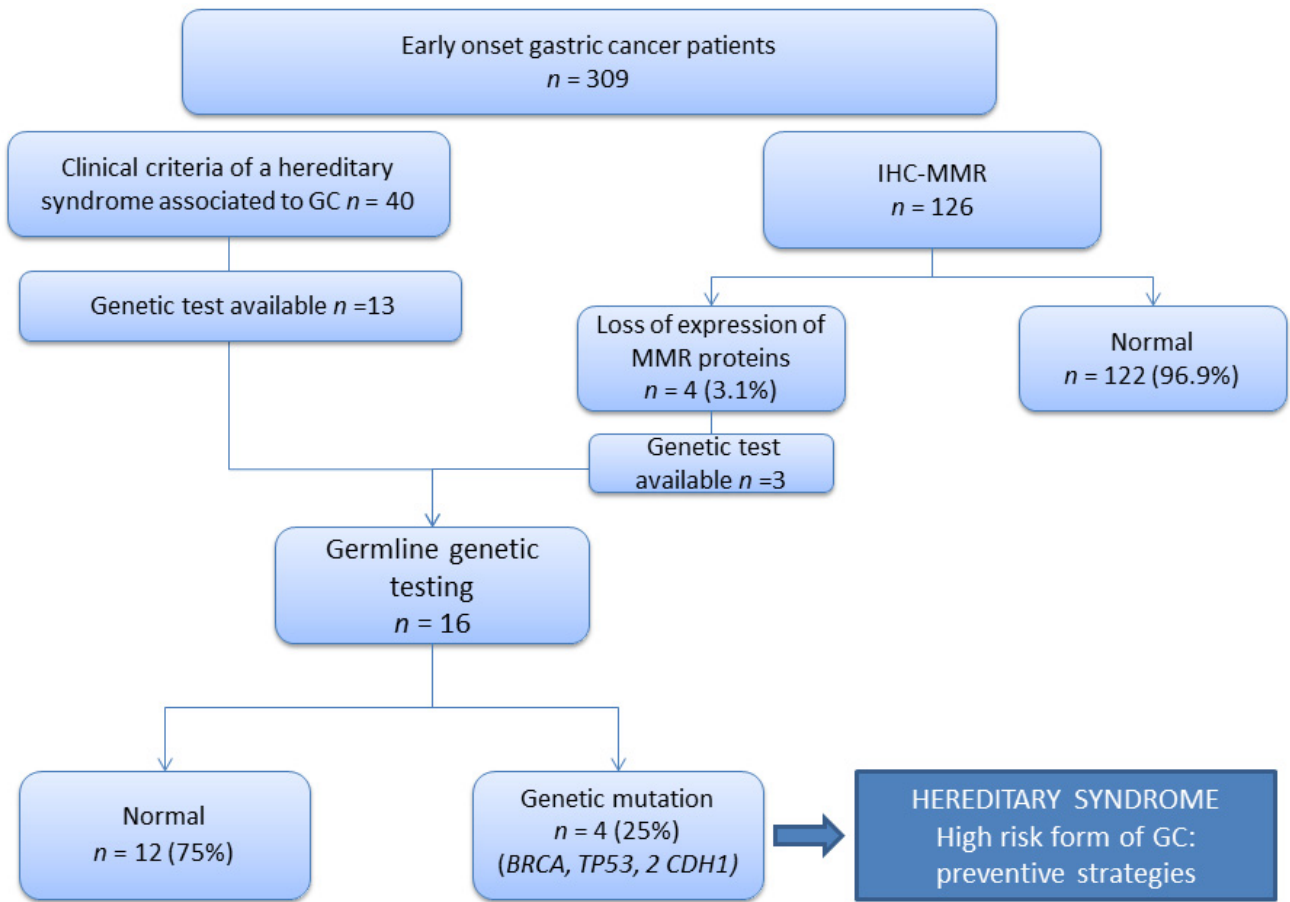 Early onset gastric cancer patients
n = 309
Clinical criteria of a hereditary
syndrome associated to GC n = 40
IHC-MMR
n = 126
Genetic test available n =13
Loss of expression of
MMR proteins
n = 4 (3.1%)
Normal
n = 122 (96.9%)
Genetic test
available n =3
Germline genetic
testing
n = 16
Normal
n = 12 (75%)
Genetic mutation
n = 4 (25%)
(BRCA, TP53, 2 CDH1)
HEREDITARY SYNDROME
High risk form of GC:
preventive strategies